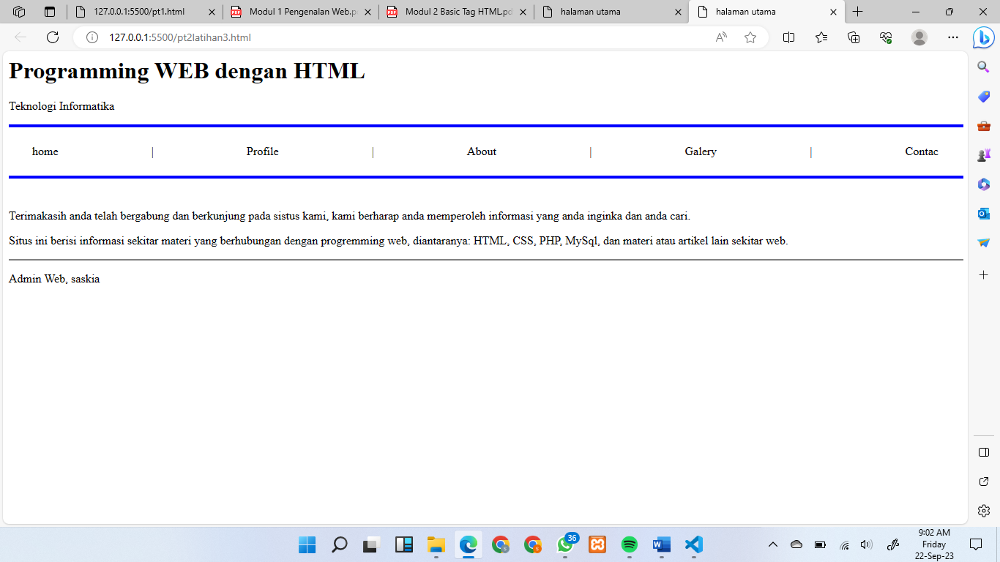 127.0.0.1:5500/pt1.html
Modul 1 Pengenalan Web.p
Modul 2 Basic Tag HTML.pd
halaman utama
halaman utama
127.0.0.1:5500/pt2latihan3.html
Programming WEB dengan HTML
Teknologi Informatika
home | Profile | About | Galery | Contac
Terimakasih anda telah bergabung dan berkunjung pada sistus kami, kami berharap anda memperoleh informasi yang anda inginka dan anda cari.
Situs ini berisi informasi sekitar materi yang berhubungan dengan progremming web, diantaranya: HTML, CSS, PHP, MySql, dan materi atau artikel lain sekitar web.
Admin Web, saskia
36
9:02 AM
Friday
22-Sep-23